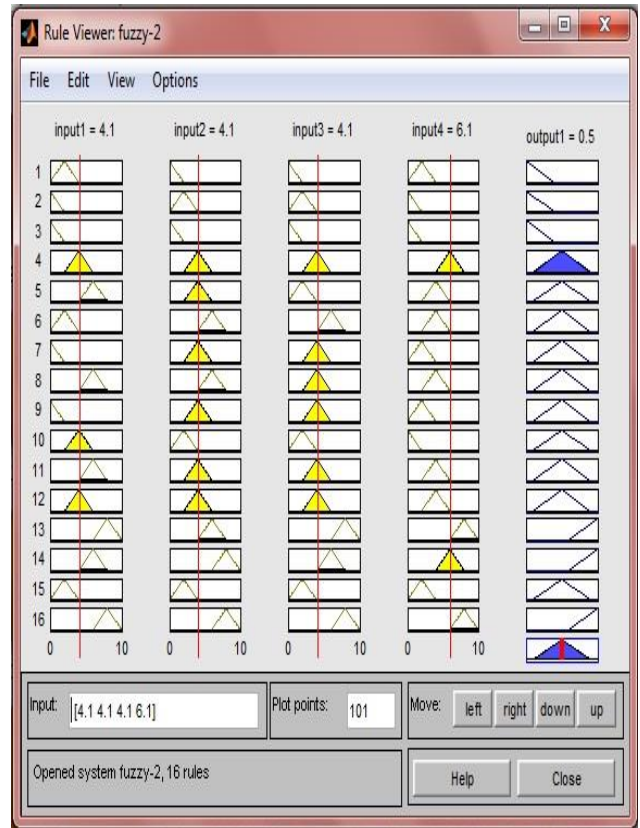 Rule Viewer: fuzzy-2
File Edit View Options
input1 = 4.1 input2 = 4.1 input3 = 4.1 input4 = 6.1 output1 = 0.5
1
2
3
4
5
6
7
8
9
10
11
12
13
14
15
16
0 10 0 10 0 10 0 10
Input: [4.1 4.1 4.1 6.1] Plot points: 101 Move: left right down up
Opened system fuzzy-2, 16 rules Help Close